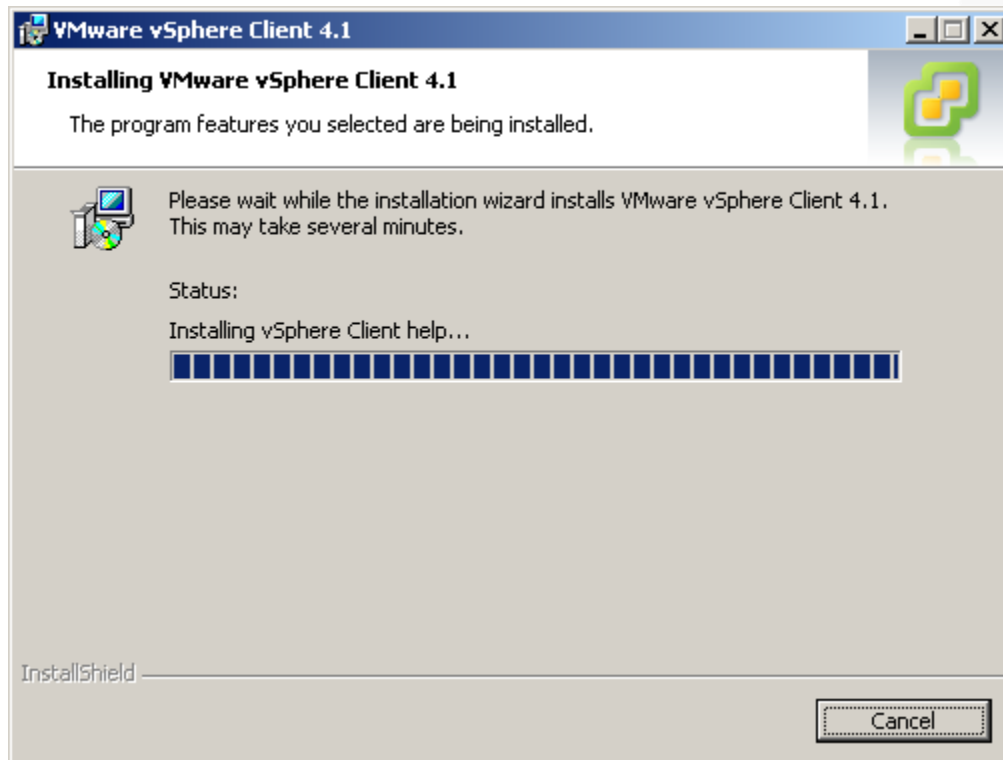 VMware vSphere Client 4.1
Installing VMware vSphere Client 4.1
The program features you selected are being installed.
Please wait while the installation wizard installs VMware vSphere Client 4.1.
This may take several minutes.
Status:
Installing vSphere Client help...
InstallShield
Cancel